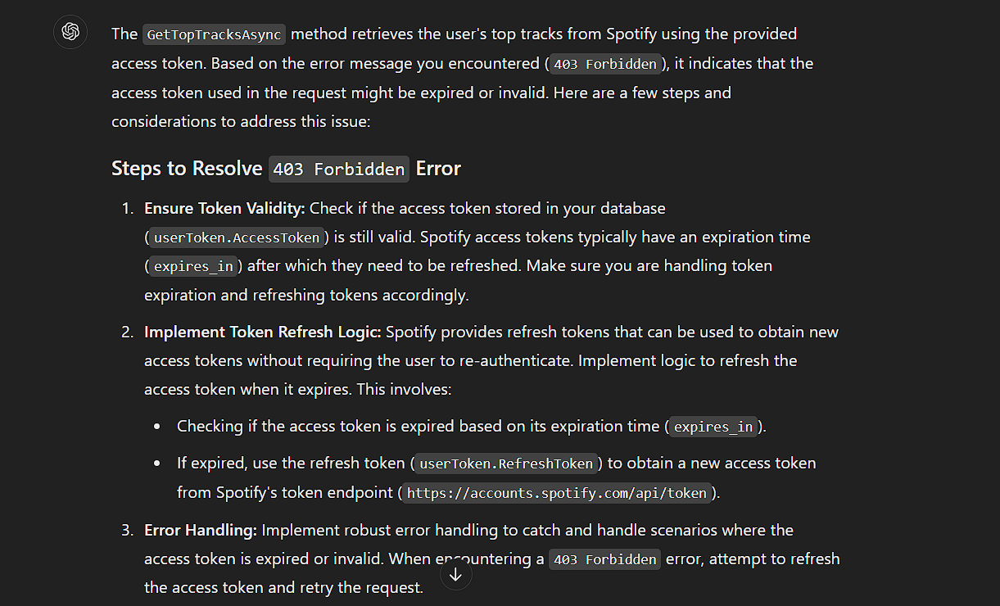 The GetTopTracksAsync method retrieves the user's top tracks from Spotify using the provided
access token. Based on the error message you encountered (403 Forbidden), it indicates that the
access token used in the request might be expired or invalid. Here are a few steps and
considerations to address this issue:
Steps to Resolve 403 Forbidden Error
1. Ensure Token Validity: Check if the access token stored in your database
(userToken.AccessToken) is still valid. Spotify access tokens typically have an expiration time
(expires_in) after which they need to be refreshed. Make sure you are handling token
expiration and refreshing tokens accordingly.
2. Implement Token Refresh Logic: Spotify provides refresh tokens that can be used to obtain new
access tokens without requiring the user to re-authenticate. Implement logic to refresh the
access token when it expires. This involves:
• Checking if the access token is expired based on its expiration time (expires_in).
• If expired, use the refresh token (userToken.RefreshToken) to obtain a new access token
from Spotify's token endpoint (https://accounts.spotify.com/api/token).
3. Error Handling: Implement robust error handling to catch and handle scenarios where the
access token is expired or invalid. When encountering a 403 Forbidden error, attempt to refresh
the access token and retry the request.